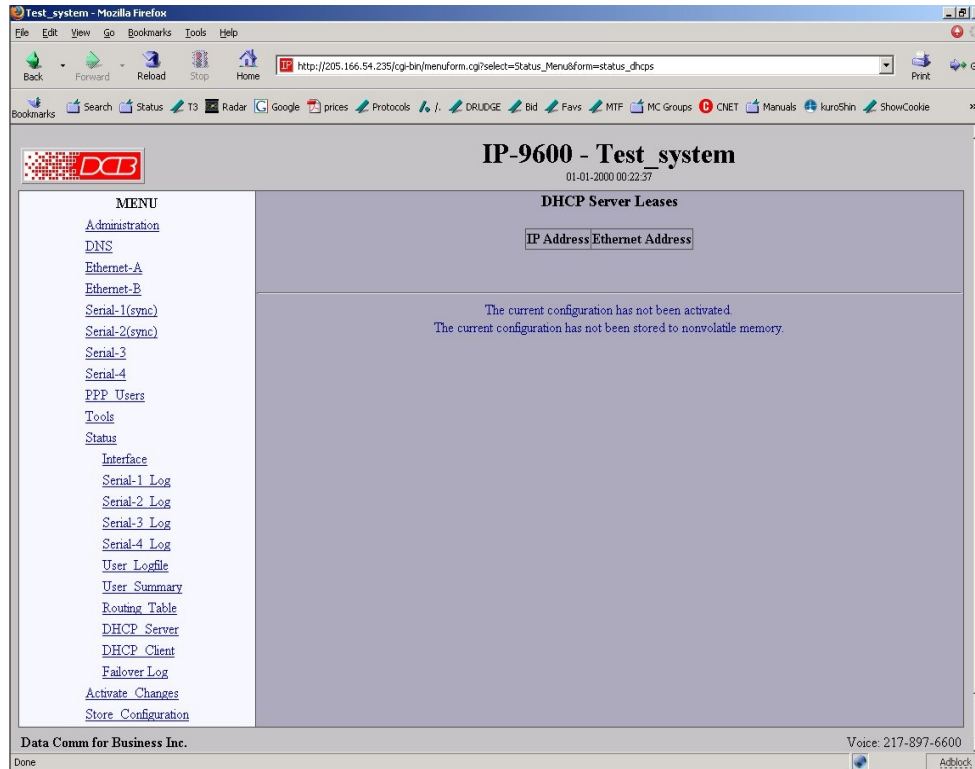 Test_system - Mozilla Firefox
File Edit View Go Bookmarks Tools Help
Back Forward Reload Stop Home
IP http://205.166.54.235/cgi-bin/menuform.cgi?select=Status_Menu&form=status_dhcps
Print G
Bookmarks Search Status T3 Radar Google prices Protocols /. DRUDGE Bid Favs MTF MC Groups CNET Manuals kuro5hin ShowCookie »
DCB
IP-9600 - Test_system
01-01-2000 00:22:37
MENU
Administration
DNS
Ethernet-A
Ethernet-B
Serial-1(sync)
Serial-2(sync)
Serial-3
Serial-4
PPP Users
Tools
Status
Interface
Serial-1 Log
Serial-2 Log
Serial-3 Log
Serial-4 Log
User Logfile
User Summary
Routing Table
DHCP Server
DHCP Client
Failover Log
Activate Changes
Store Configuration
DHCP Server Leases
IP Address Ethernet Address
The current configuration has not been activated.
The current configuration has not been stored to nonvolatile memory.
Data Comm for Business Inc.
Voice: 217-897-6600
Done
Adblock